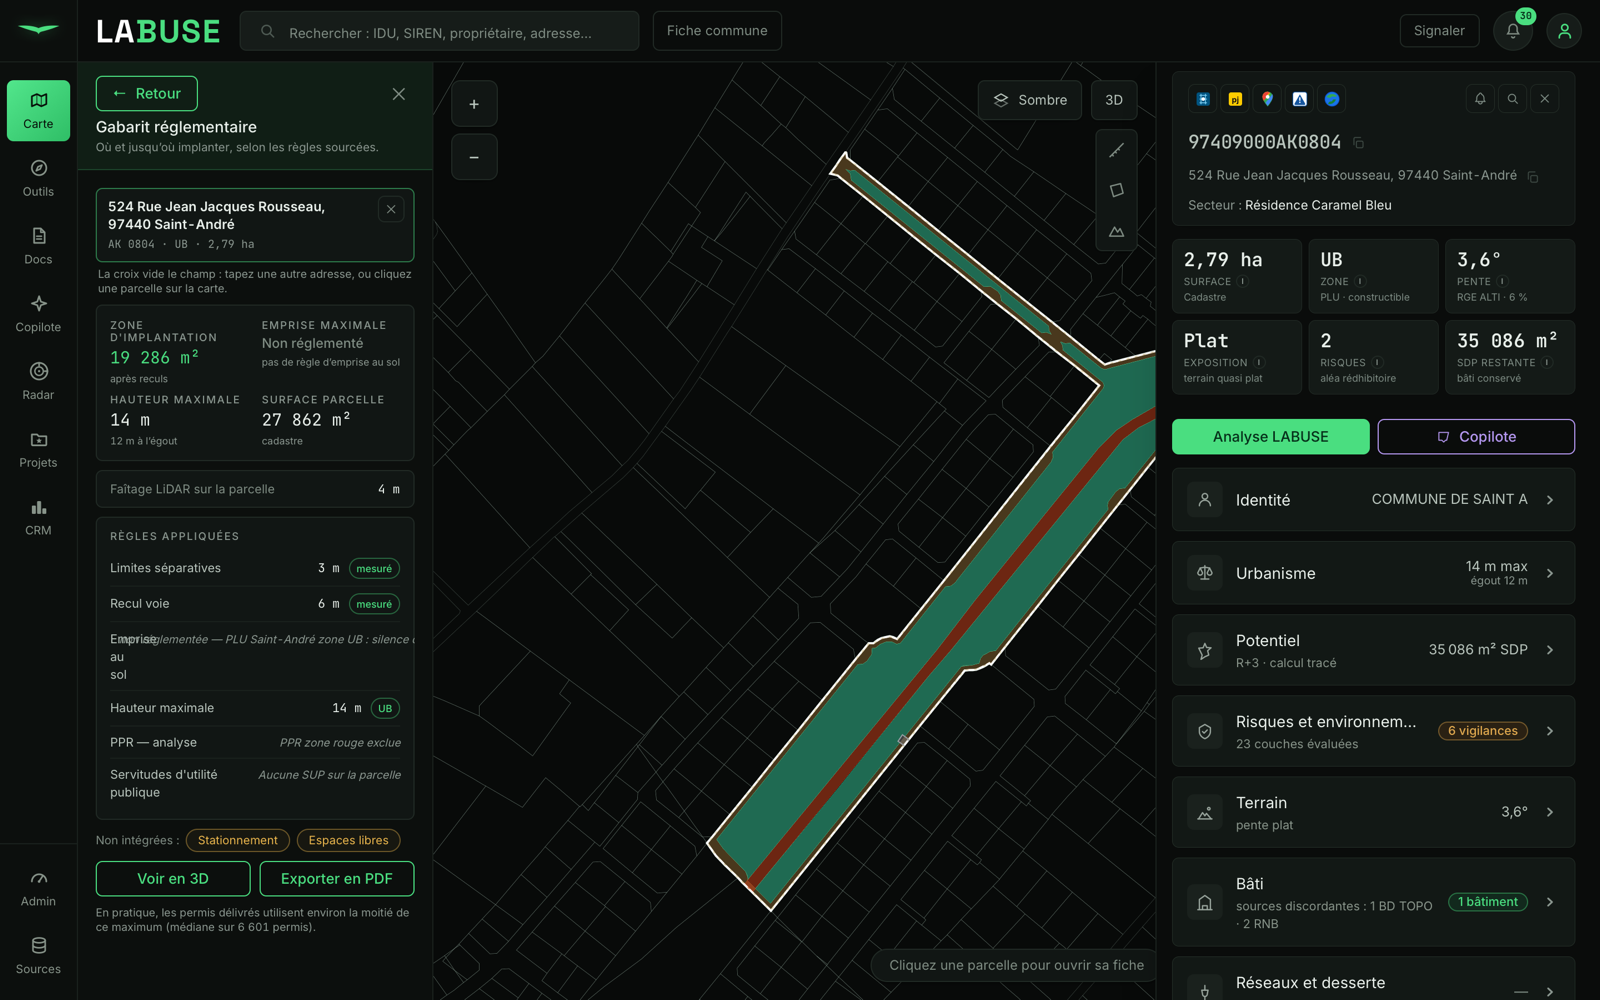 LABUSE
Rechercher : IDU, SIREN, propriétaire, adresse...
Fiche commune
Signaler
30
Carte
Outils
Docs
Copilote
Radar
Projets
CRM
Admin
Sources
← Retour
Gabarit réglementaire
Où et jusqu'où implanter, selon les règles sourcées.
524 Rue Jean Jacques Rousseau,
97440 Saint-André
AK 0804 · UB · 2,79 ha
La croix vide le champ : tapez une autre adresse, ou cliquez
une parcelle sur la carte.
ZONE
D'IMPLANTATION
19 286 m²
après reculs
EMPRISE MAXIMALE
Non réglementé
pas de règle d'emprise au sol
HAUTEUR MAXIMALE
14 m
12 m à l'égout
SURFACE PARCELLE
27 862 m²
cadastre
Faîtage LiDAR sur la parcelle 4 m
RÈGLES APPLIQUÉES
Limites séparatives 3 m mesuré
Recul voie 6 m mesuré
Emprise réglementée — PLU Saint-André zone UB : silence
au
sol
Hauteur maximale 14 m UB
PPR — analyse PPR zone rouge exclue
Servitudes d'utilité Aucune SUP sur la parcelle
publique
Non intégrées : Stationnement Espaces libres
Voir en 3D
Exporter en PDF
En pratique, les permis délivrés utilisent environ la moitié de
ce maximum (médiane sur 6 601 permis).
+
−
Sombre
3D
Cliquez une parcelle pour ouvrir sa fiche
pj
97409000AK0804
524 Rue Jean Jacques Rousseau, 97440 Saint-André
Secteur : Résidence Caramel Bleu
2,79 ha
SURFACE
Cadastre
UB
ZONE
PLU · constructible
3,6°
PENTE
RGE ALTI · 6 %
Plat
EXPOSITION
terrain quasi plat
2
RISQUES
aléa rédhibitoire
35 086 m²
SDP RESTANTE
bâti conservé
Analyse LABUSE
Copilote
Identité COMMUNE DE SAINT A
Urbanisme 14 m max
égout 12 m
Potentiel 35 086 m² SDP
R+3 · calcul tracé
Risques et environnem... 6 vigilances
23 couches évaluées
Terrain 3,6°
pente plat
Bâti 1 bâtiment
sources discordantes : 1 BD TOPO
· 2 RNB
Réseaux et desserte —